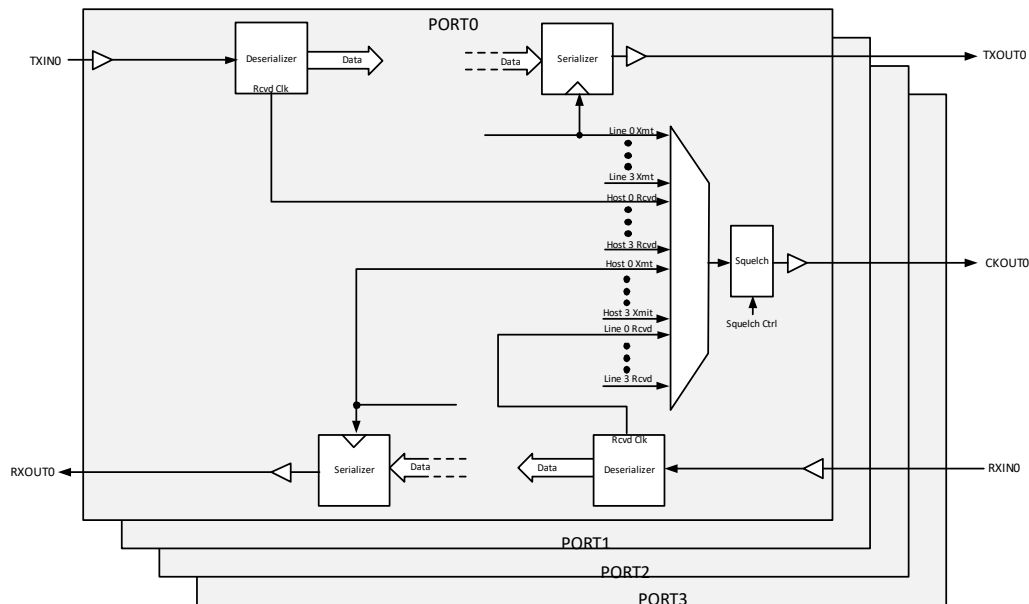 PORT0
TXIN0
Deserializer
Data
Rcvd Clk
Data
Serializer
TXOUT0
Line 0 Xmt
Line 3 Xmt
Host 0 Rcvd
Host 3 Rcvd
Host 0 Xmt
Host 3 Xmit
Line 0 Rcvd
Line 3 Rcvd
Squelch
CKOUT0
Squelch Ctrl
RXOUT0
Serializer
Data
Data
Rcvd Clk
Deserializer
RXIN0
PORT1
PORT2
PORT3